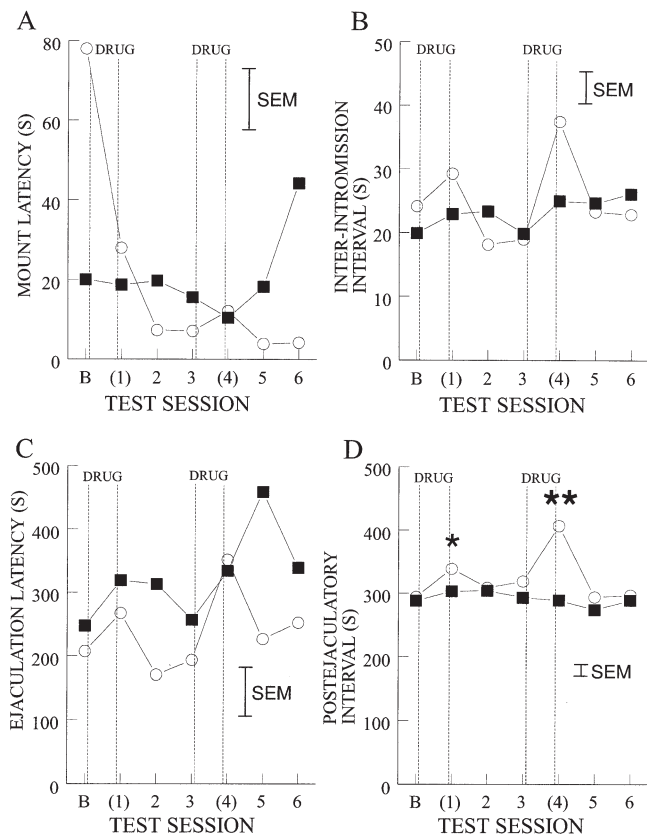 A
DRUG
DRUG
80
60
40
20
0
SEM
MOUNT LATENCY (S)
B
(1)
2
3
(4)
5
6
TEST SESSION
B
DRUG
DRUG
50
40
30
20
10
0
SEM
INTER-INTROMISSION
INTERVAL (S)
B
(1)
2
3
(4)
5
6
TEST SESSION
C
DRUG
DRUG
500
400
300
200
100
0
SEM
EJACULATION LATENCY (S)
B
(1)
2
3
(4)
5
6
TEST SESSION
D
DRUG
DRUG
500
400
300
200
100
0
*
**
SEM
POSTEJACULATORY
INTERVAL (S)
B
(1)
2
3
(4)
5
6
TEST SESSION